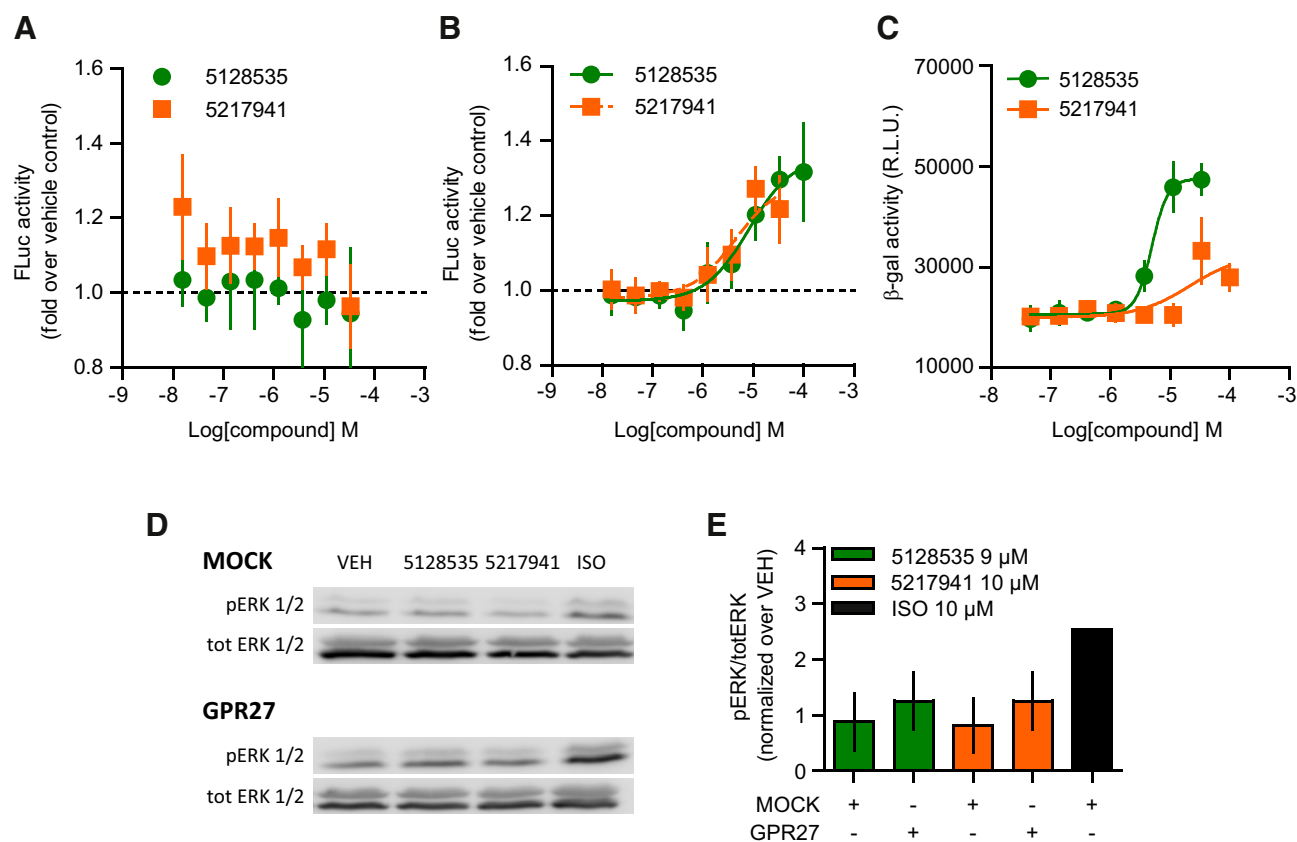 A
5128535
5217941
FLuc activity
(fold over vehicle control)
1.6
1.4
1.2
1.0
0.8
-9 -8 -7 -6 -5 -4 -3
Log[compound] M
B
5128535
5217941
FLuc activity
(fold over vehicle control)
1.6
1.4
1.2
1.0
0.8
-9 -8 -7 -6 -5 -4 -3
Log[compound] M
C
5128535
5217941
β-gal activity (R.L.U.)
70000
50000
30000
10000
-8 -7 -6 -5 -4 -3
Log[compound] M
D
MOCK VEH 5128535 5217941 ISO
pERK 1/2
tot ERK 1/2
GPR27
pERK 1/2
tot ERK 1/2
E
5128535 9 µM
5217941 10 µM
ISO 10 µM
pERK/totERK
(normalized over VEH)
4
3
2
1
0
MOCK + - + - +
GPR27 - + - + -